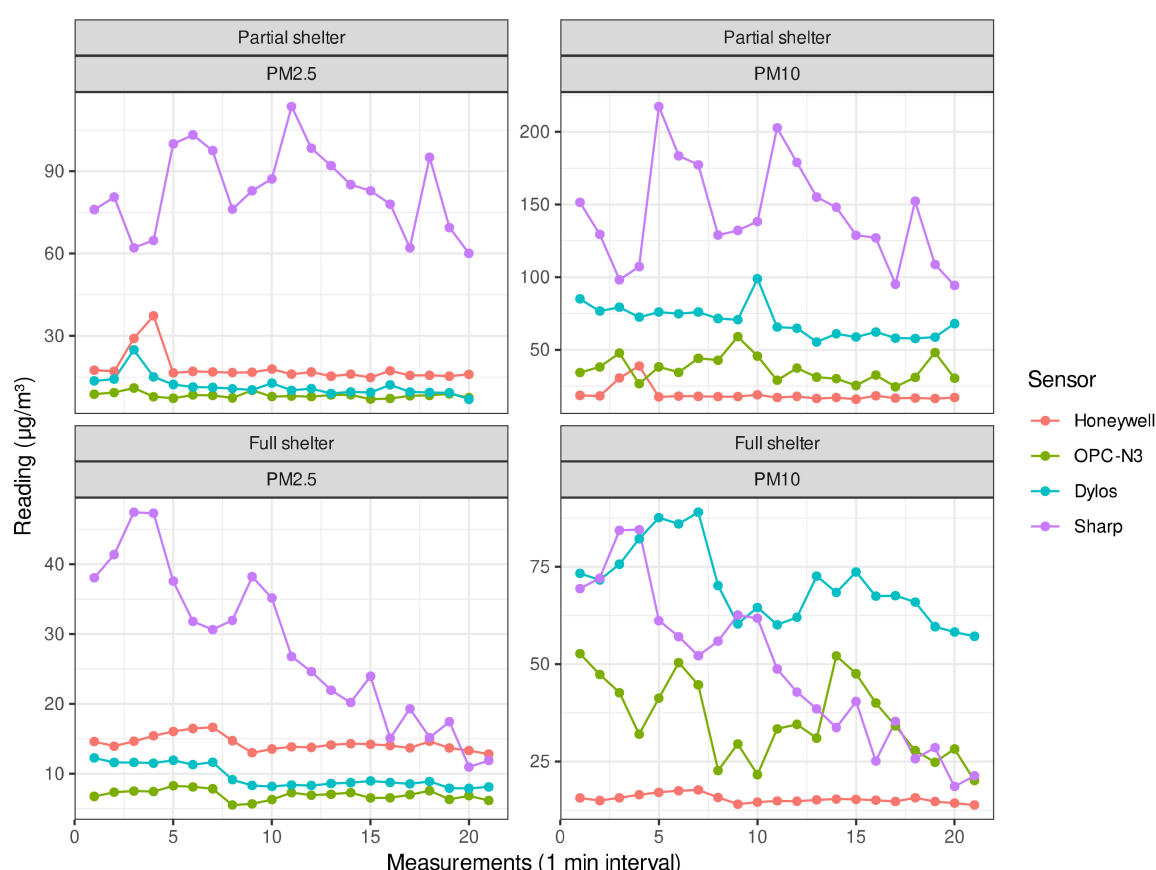 Partial shelter
PM2.5
Partial shelter
PM10
90
60
30
200
150
100
50
Full shelter
PM2.5
Full shelter
PM10
40
30
20
10
75
50
25
0 5 10 15 20
0 5 10 15 20
Measurements (1 min interval)
Reading (μg/m³)
Sensor
Honeywell
OPC-N3
Dylos
Sharp